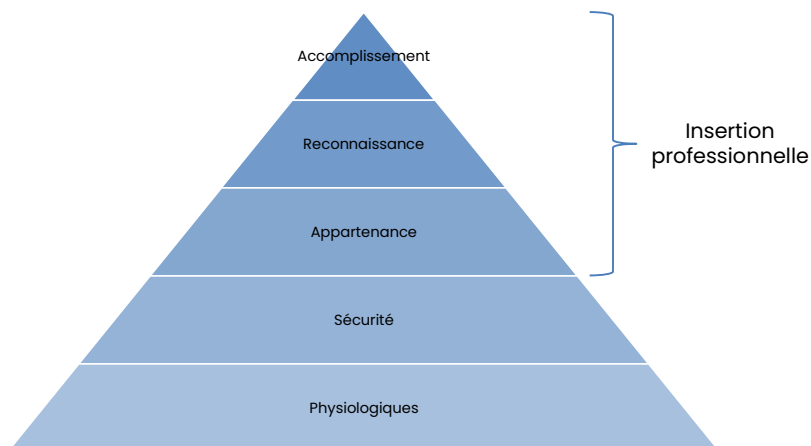 Accomplissement
Reconnaissance
Appartenance
Sécurité
Physiologiques
Insertion
professionnelle